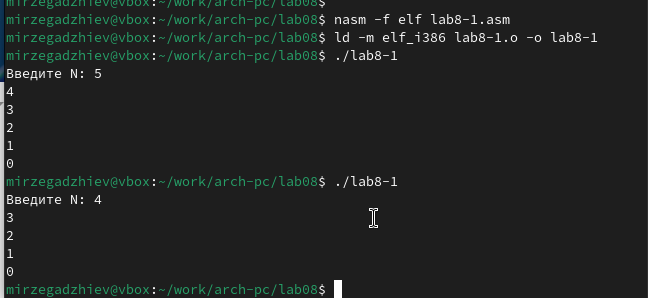 mirzegadzhiev@vbox:~/work/arch-pc/lab08$
mirzegadzhiev@vbox:~/work/arch-pc/lab08$ nasm -f elf lab8-1.asm
mirzegadzhiev@vbox:~/work/arch-pc/lab08$ ld -m elf_i386 lab8-1.o -o lab8-1
mirzegadzhiev@vbox:~/work/arch-pc/lab08$ ./lab8-1
Введите N: 5
4
3
2
1
0
mirzegadzhiev@vbox:~/work/arch-pc/lab08$ ./lab8-1
Введите N: 4
3
2
1
0
mirzegadzhiev@vbox:~/work/arch-pc/lab08$